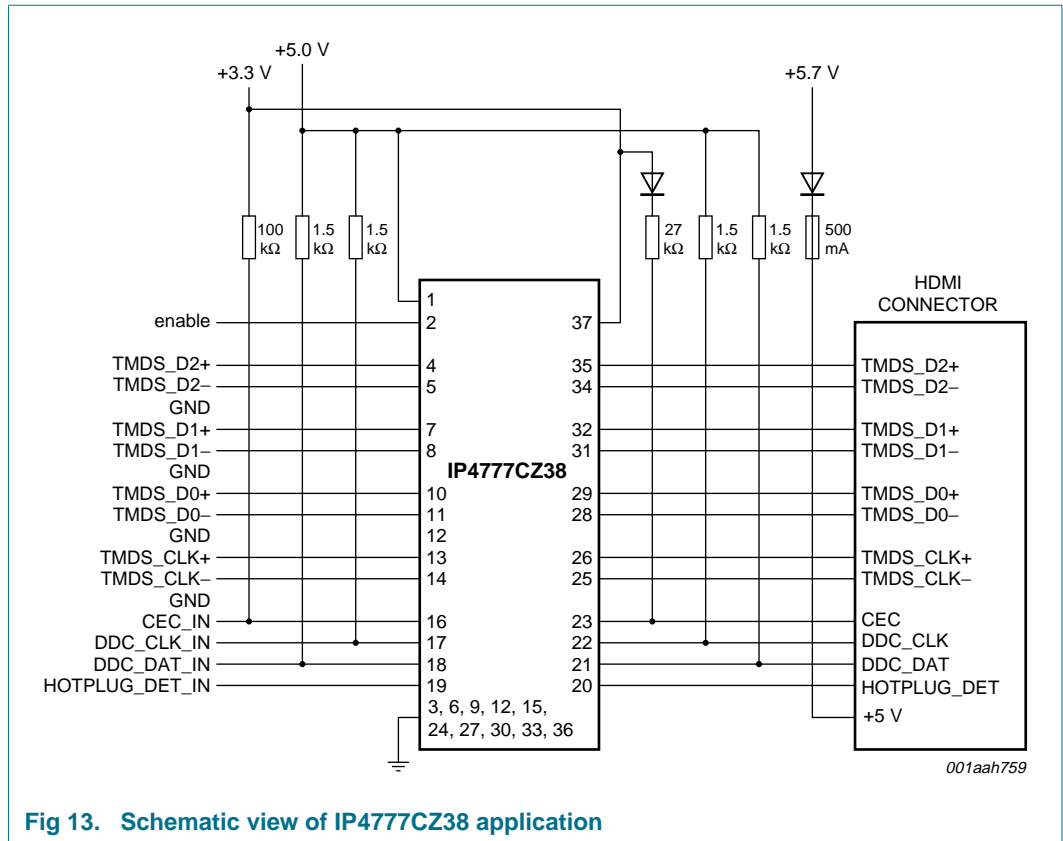 +5.0 V
+3.3 V
+5.7 V
100 kΩ
1.5 kΩ
1.5 kΩ
27 kΩ
1.5 kΩ
1.5 kΩ
500 mA
HDMI
CONNECTOR
1
enable
2
37
TMDS_D2+
4
35
TMDS_D2+
TMDS_D2−
5
34
TMDS_D2−
GND
TMDS_D1+
7
32
TMDS_D1+
TMDS_D1−
8
31
TMDS_D1−
GND
IP4777CZ38
TMDS_D0+
10
29
TMDS_D0+
TMDS_D0−
11
28
TMDS_D0−
GND
12
TMDS_CLK+
13
26
TMDS_CLK+
TMDS_CLK−
14
25
TMDS_CLK−
GND
CEC_IN
16
23
CEC
DDC_CLK_IN
17
22
DDC_CLK
DDC_DAT_IN
18
21
DDC_DAT
HOTPLUG_DET_IN
19
20
HOTPLUG_DET
3, 6, 9, 12, 15,
24, 27, 30, 33, 36
+5 V
001aah759
Fig 13. Schematic view of IP4777CZ38 application